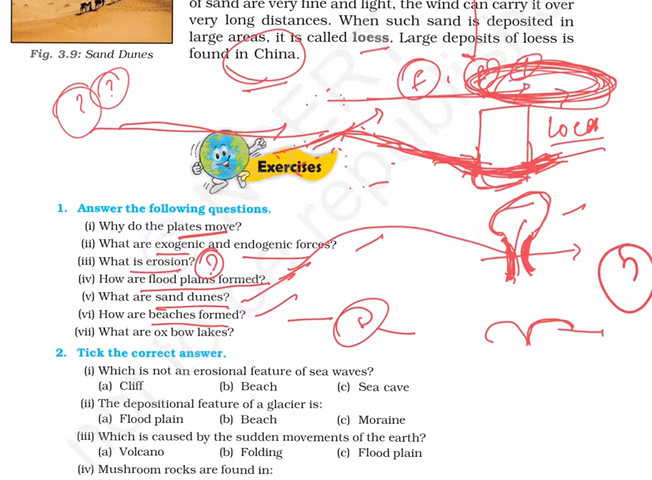 of sand are very fine and light, the wind can carry it over
very long distances. When such sand is deposited in
large areas, it is called loess. Large deposits of loess is
found in China.
Fig. 3.9: Sand Dunes
Loca
Exercises
1. Answer the following questions.
(i) Why do the plates move?
(ii) What are exogenic and endogenic forces?
(iii) What is erosion? ?
(iv) How are flood plains formed?
(v) What are sand dunes?
(vi) How are beaches formed?
(vii) What are ox bow lakes?
2. Tick the correct answer.
(i) Which is not an erosional feature of sea waves?
(a) Cliff (b) Beach (c) Sea cave
(ii) The depositional feature of a glacier is:
(a) Flood plain (b) Beach (c) Moraine
(iii) Which is caused by the sudden movements of the earth?
(a) Volcano (b) Folding (c) Flood plain
(iv) Mushroom rocks are found in: